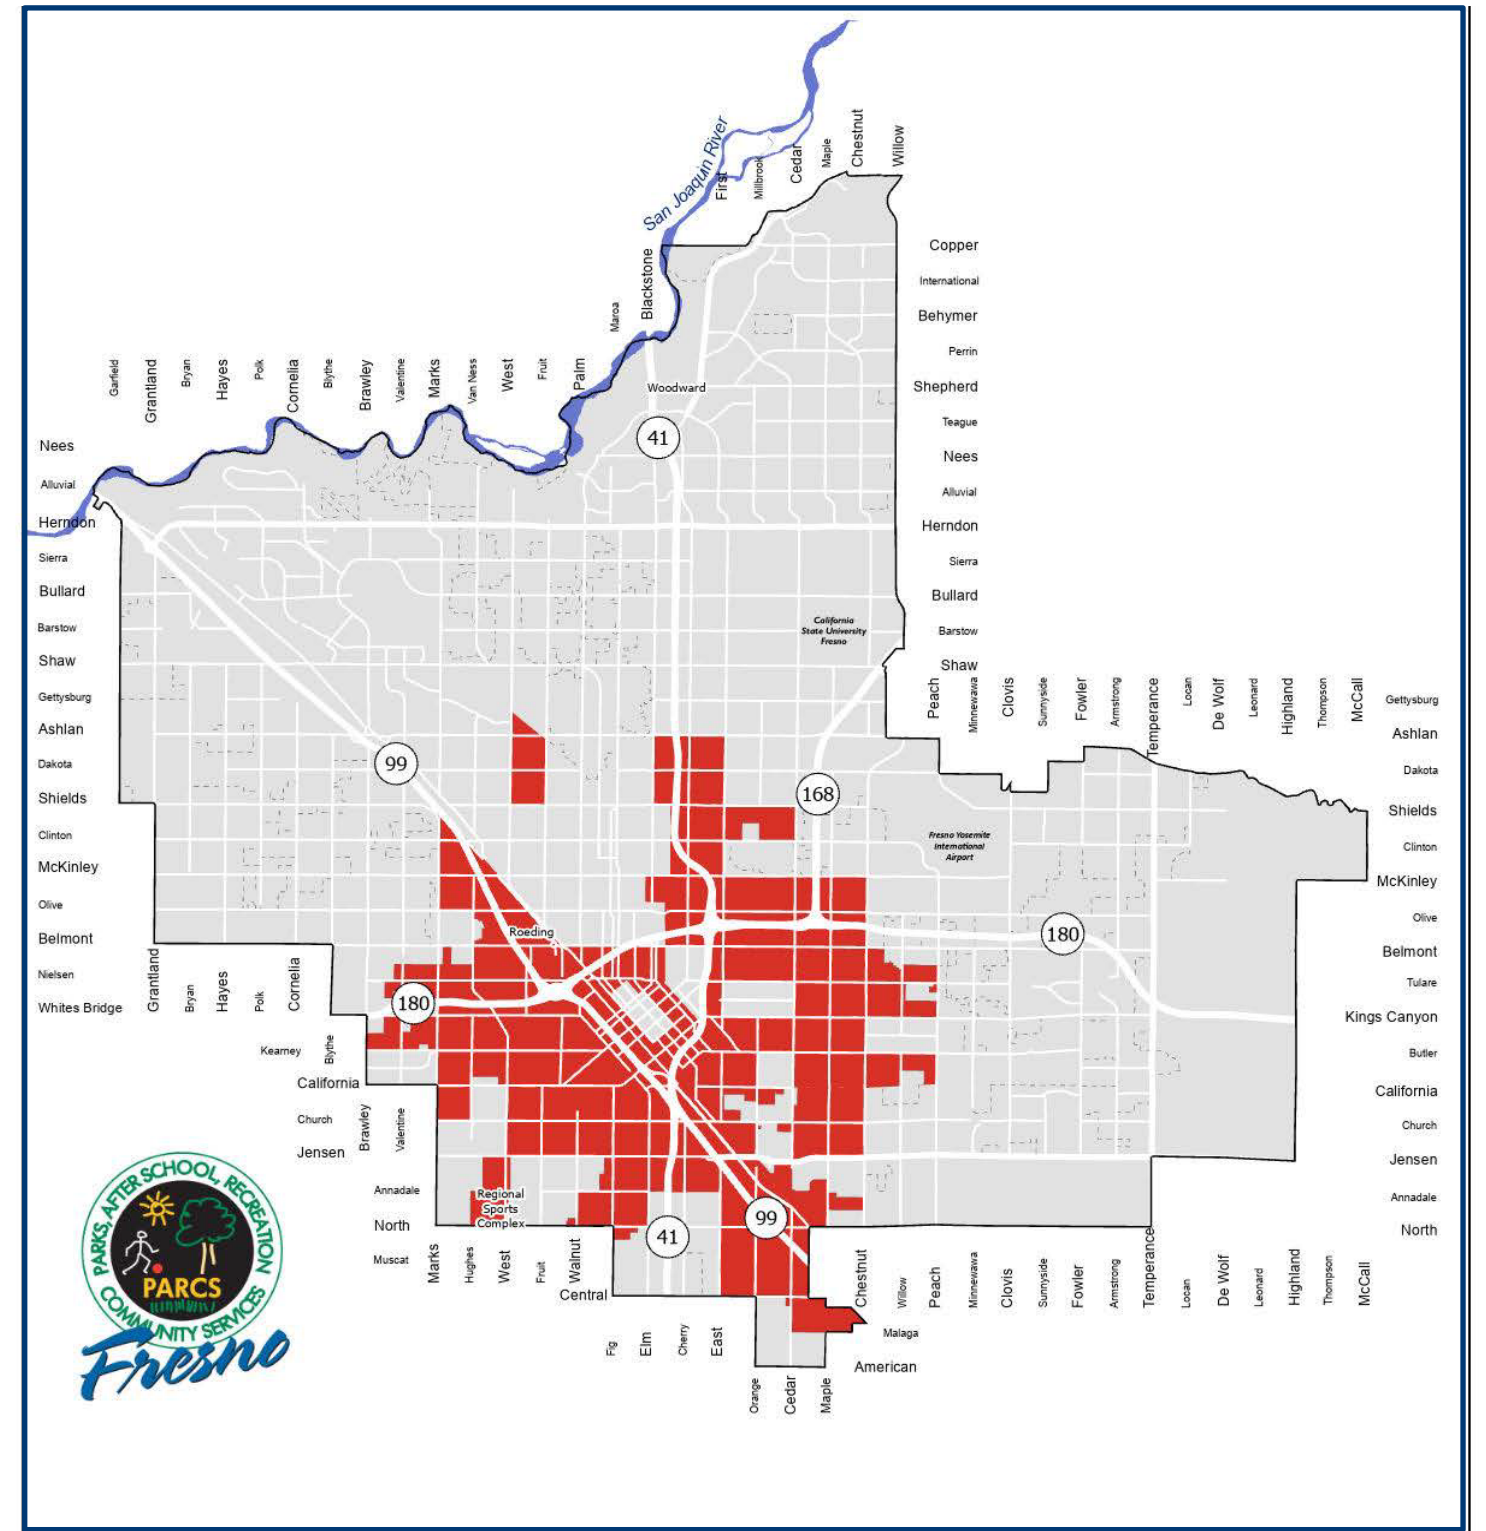 San Joaquin River
First
Millbrook
Cedar
Maple
Chestnut
Willow
Maroa
Blackstone
Copper
International
Behymer
Perrin
Shepherd
Teague
Nees
Alluvial
Herndon
Sierra
Bullard
Barstow
Shaw
Garfield
Grantland
Bryan
Hayes
Polk
Cornelia
Blythe
Brawley
Valentine
Marks
Van Ness
West
Fruit
Palm
Woodward
41
Nees
Alluvial
Herndon
Sierra
Bullard
Barstow
Shaw
Gettysburg
Ashlan
Dakota
Shields
Clinton
McKinley
Olive
Belmont
Nielsen
Whites Bridge
California
State University
Fresno
Peach
Minnewawa
Clovis
Sunnyside
Fowler
Armstrong
Temperance
Locan
De Wolf
Leonard
Highland
Thompson
McCall
Gettysburg
Ashlan
Dakota
Shields
Clinton
McKinley
Olive
Belmont
Tulare
Kings Canyon
Butler
California
Church
Jensen
Annadale
North
99
168
Fresno Yosemite
International
Airport
Roeding
180
180
Grantland
Bryan
Hayes
Polk
Cornelia
Kearney
Blythe
California
Church
Brawley
Valentine
Jensen
Annadale
North
Muscat
Regional
Sports
Complex
41
99
Marks
Hughes
West
Fruit
Walnut
Central
Fig
Elm
Cherry
East
Orange
Cedar
Maple
Chestnut
Willow
Peach
Minnewawa
Clovis
Sunnyside
Fowler
Armstrong
Temperance
Locan
De Wolf
Leonard
Highland
Thompson
McCall
Malaga
American
PARKS, AFTER SCHOOL, RECREATION
PARCS
COMMUNITY SERVICES
Fresno